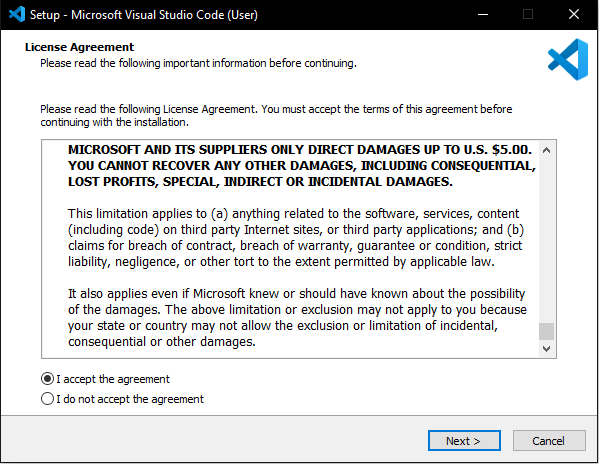 Setup - Microsoft Visual Studio Code (User)
License Agreement
Please read the following important information before continuing.
Please read the following License Agreement. You must accept the terms of this agreement before
continuing with the installation.
MICROSOFT AND ITS SUPPLIERS ONLY DIRECT DAMAGES UP TO U.S. $5.00.
YOU CANNOT RECOVER ANY OTHER DAMAGES, INCLUDING CONSEQUENTIAL,
LOST PROFITS, SPECIAL, INDIRECT OR INCIDENTAL DAMAGES.
This limitation applies to (a) anything related to the software, services, content
(including code) on third party Internet sites, or third party applications; and (b)
claims for breach of contract, breach of warranty, guarantee or condition, strict
liability, negligence, or other tort to the extent permitted by applicable law.
It also applies even if Microsoft knew or should have known about the possibility
of the damages. The above limitation or exclusion may not apply to you because
your state or country may not allow the exclusion or limitation of incidental,
consequential or other damages.
I accept the agreement
I do not accept the agreement
Next >
Cancel